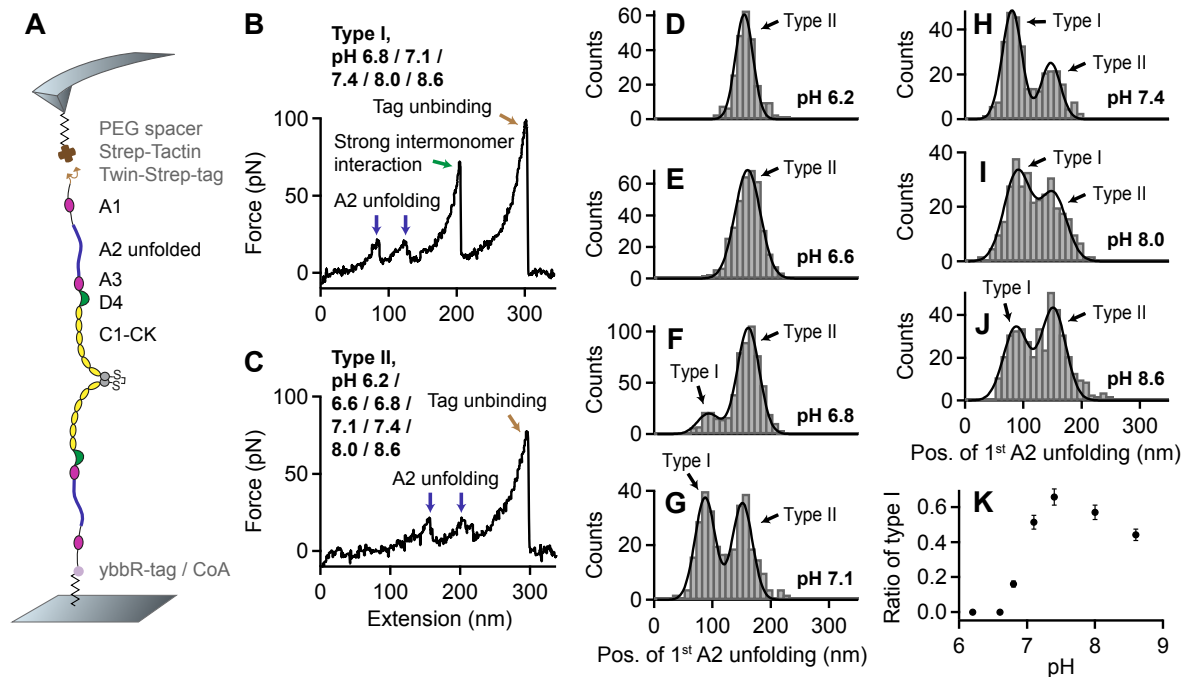 A
PEG spacer
Strep-Tactin
Twin-Strep-tag
A1
A2 unfolded
A3
D4
C1-CK
S
S
ybbR-tag / CoA
B
Type I,
pH 6.8 / 7.1 /
7.4 / 8.0 / 8.6
Tag unbinding
Strong intermonomer
interaction
A2 unfolding
Force (pN)
100
50
0
0 100 200 300
C
Type II,
pH 6.2 /
6.6 / 6.8 /
7.1 / 7.4 /
8.0 / 8.6
Tag unbinding
A2 unfolding
Force (pN)
100
50
0
0 100 200 300
Extension (nm)
D
Type II
pH 6.2
Counts
60
40
20
0
E
Type II
pH 6.6
Counts
60
40
20
0
F
Type I
Type II
pH 6.8
Counts
100
50
0
G
Type I
Type II
pH 7.1
Counts
40
20
0
0 100 200 300
Pos. of 1st A2 unfolding (nm)
H
Type I
Type II
pH 7.4
Counts
40
20
0
I
Type I
Type II
pH 8.0
Counts
40
20
0
J
Type I
Type II
pH 8.6
Counts
40
20
0
0 100 200 300
Pos. of 1st A2 unfolding (nm)
K
Ratio of type I
0.6
0.4
0.2
0.0
6 7 8 9
pH